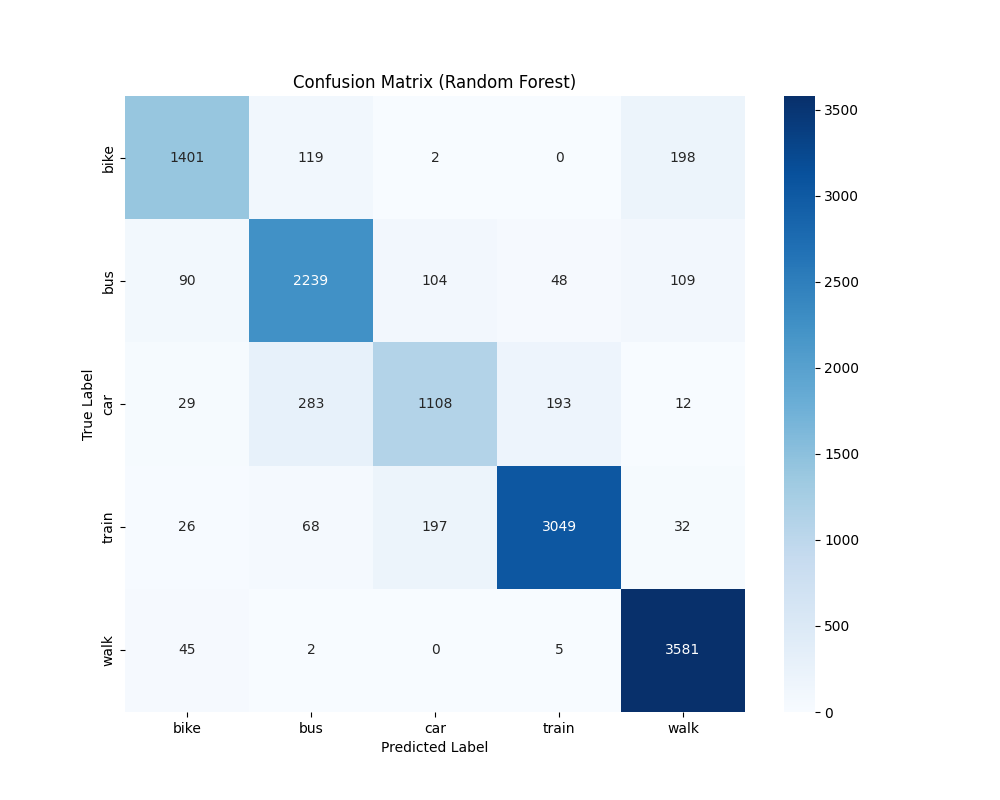 Confusion Matrix (Random Forest)
True Label
bike 1401 119 2 0 198
bus 90 2239 104 48 109
car 29 283 1108 193 12
train 26 68 197 3049 32
walk 45 2 0 5 3581
bike bus car train walk
Predicted Label
3500
3000
2500
2000
1500
1000
500
0